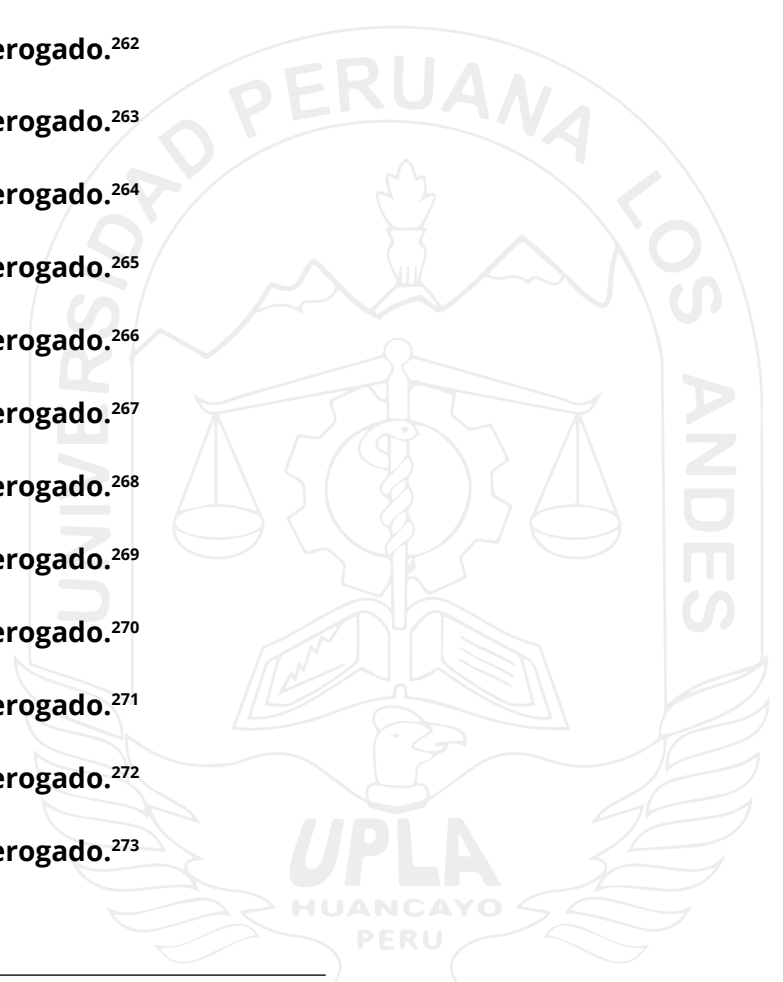 erogado.262
erogado.263
erogado.264
erogado.265
erogado.266
erogado.267
erogado.268
erogado.269
erogado.270
erogado.271
erogado.272
erogado.273
UNIVERSIDAD PERUANA LOS ANDES
UPLA
HUANCAYO
PERU